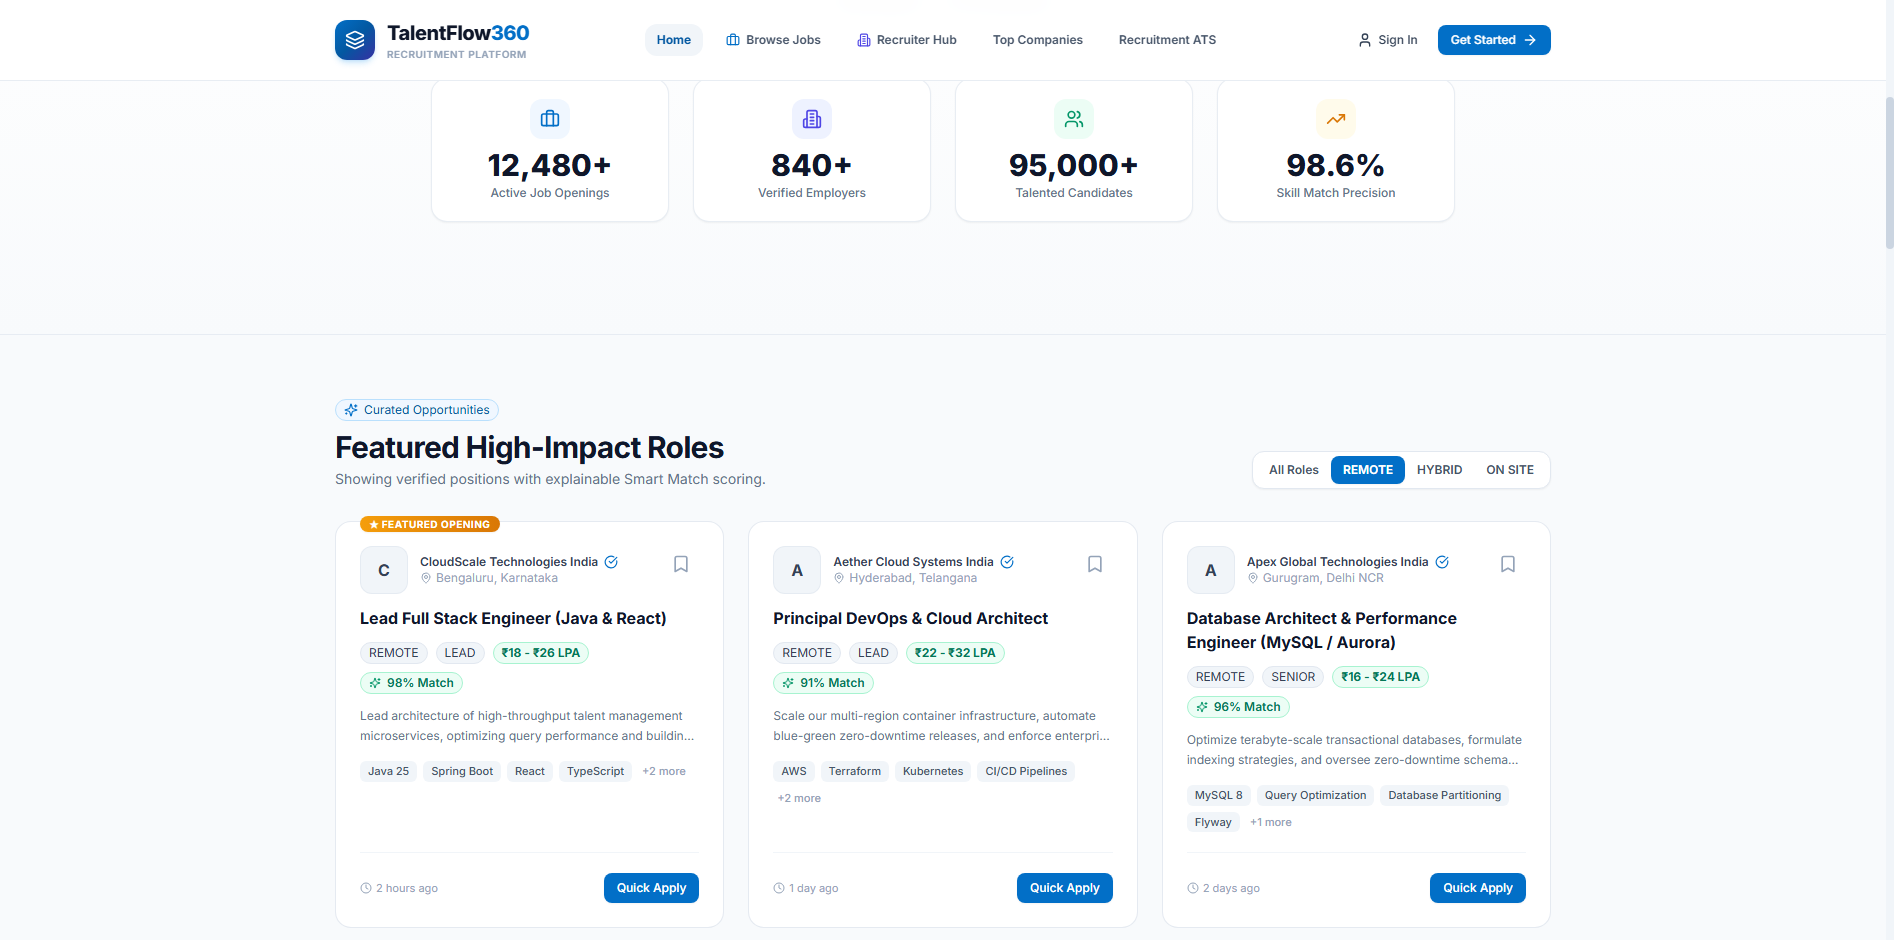 TalentFlow360
RECRUITMENT PLATFORM
Home
Browse Jobs
Recruiter Hub
Top Companies
Recruitment ATS
Sign In
Get Started
12,480+
Active Job Openings
840+
Verified Employers
95,000+
Talented Candidates
98.6%
Skill Match Precision
Curated Opportunities
Featured High-Impact Roles
Showing verified positions with explainable Smart Match scoring.
All Roles
REMOTE
HYBRID
ON SITE
★ FEATURED OPENING
C
CloudScale Technologies India
Bengaluru, Karnataka
Lead Full Stack Engineer (Java & React)
REMOTE
LEAD
₹18 - ₹26 LPA
98% Match
Lead architecture of high-throughput talent management
microservices, optimizing query performance and buildin...
Java 25
Spring Boot
React
TypeScript
+2 more
2 hours ago
Quick Apply
A
Aether Cloud Systems India
Hyderabad, Telangana
Principal DevOps & Cloud Architect
REMOTE
LEAD
₹22 - ₹32 LPA
91% Match
Scale our multi-region container infrastructure, automate
blue-green zero-downtime releases, and enforce enterpri...
AWS
Terraform
Kubernetes
CI/CD Pipelines
+2 more
1 day ago
Quick Apply
A
Apex Global Technologies India
Gurugram, Delhi NCR
Database Architect & Performance
Engineer (MySQL / Aurora)
REMOTE
SENIOR
₹16 - ₹24 LPA
96% Match
Optimize terabyte-scale transactional databases, formulate
indexing strategies, and oversee zero-downtime schema...
MySQL 8
Query Optimization
Database Partitioning
Flyway
+1 more
2 days ago
Quick Apply